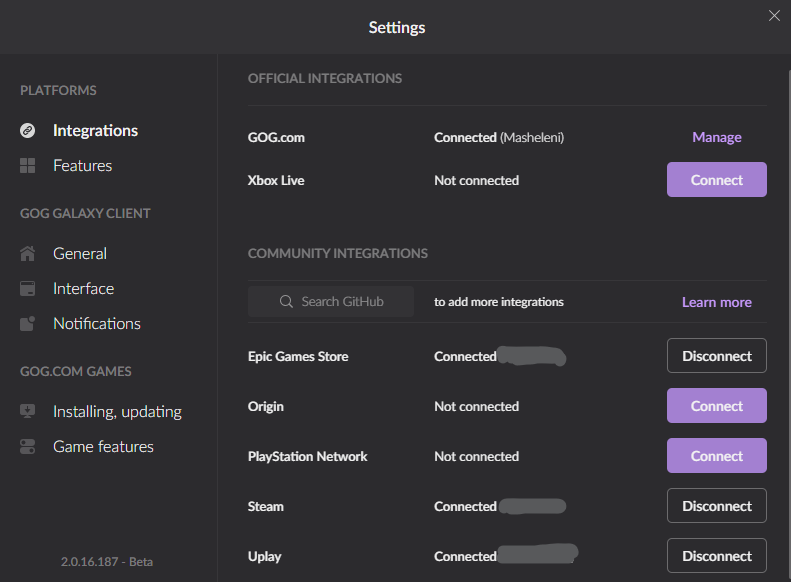 Settings
PLATFORMS
Integrations
Features
GOG GALAXY CLIENT
General
Interface
Notifications
GOG.COM GAMES
Installing, updating
Game features
2.0.16.187 - Beta
OFFICIAL INTEGRATIONS
GOG.com Connected (Masheleni) Manage
Xbox Live Not connected Connect
COMMUNITY INTEGRATIONS
Search GitHub to add more integrations Learn more
Epic Games Store Connected Disconnect
Origin Not connected Connect
PlayStation Network Not connected Connect
Steam Connected Disconnect
Uplay Connected Disconnect